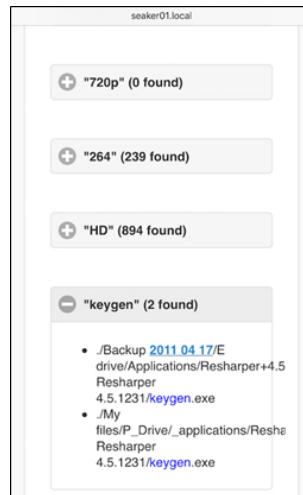 seaker01.local
"720p" (0 found)
"264" (239 found)
"HD" (894 found)
"keygen" (2 found)
./Backup 2011 04 17/E
drive/Applications/Resharper+4.5
Resharper
4.5.1231/keygen.exe
./My
files/P_Drive/_applications/Resha
Resharper
4.5.1231/keygen.exe